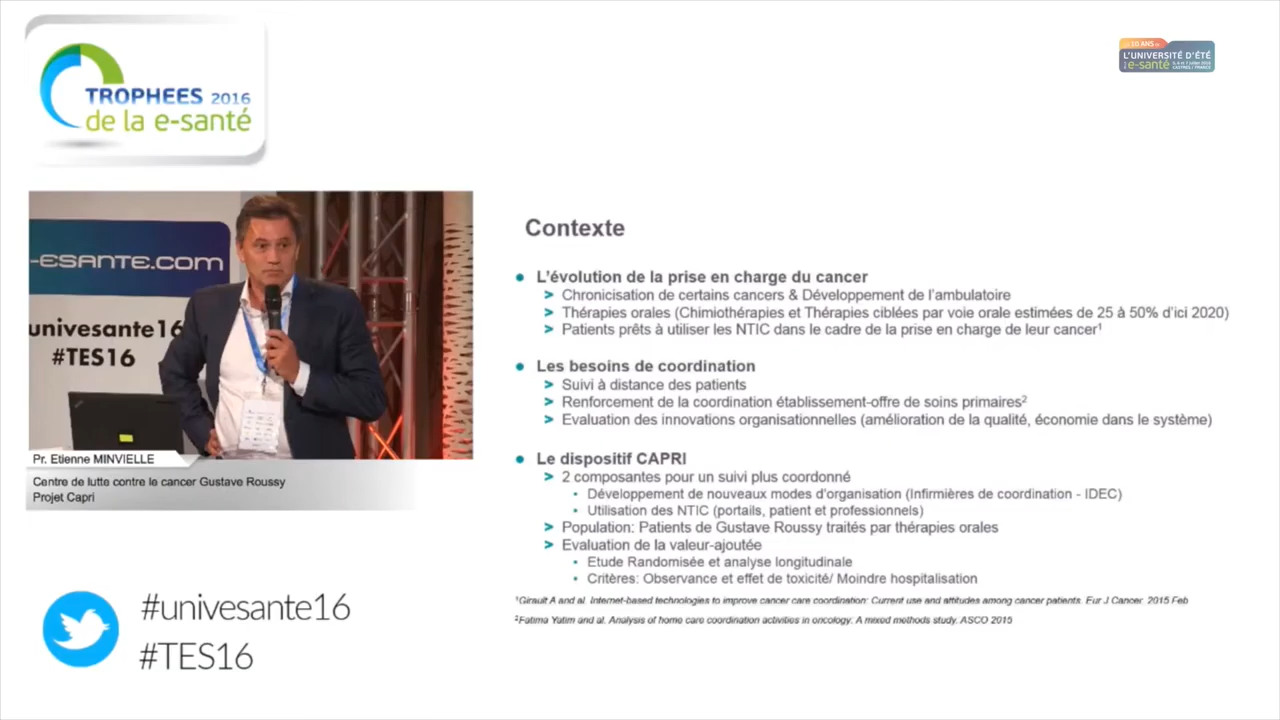 TROPHEES 2016
de la e-santé
LES 10 ANS DE
L'UNIVERSITÉ D'ÉTÉ
e-santé
-ESANTE.COM
univesante16
#TES16
Pr. Etienne MINVIELLE
Centre de lutte contre le cancer Gustave Roussy
Projet Capri
#univesante16
#TES16
Contexte
• L'évolution de la prise en charge du cancer
> Chronicisation de certains cancers & Développement de l'ambulatoire
> Thérapies orales (Chimiothérapies et Thérapies ciblées par voie orale estimées de 25 à 50% d'ici 2020)
> Patients prêts à utiliser les NTIC dans le cadre de la prise en charge de leur cancer¹
• Les besoins de coordination
> Suivi à distance des patients
> Renforcement de la coordination établissement-offre de soins primaires²
> Evaluation des innovations organisationnelles (amélioration de la qualité, économie dans le système)
• Le dispositif CAPRI
> 2 composantes pour un suivi plus coordonné
• Développement de nouveaux modes d'organisation (Infirmières de coordination - IDEC)
• Utilisation des NTIC (portails, patient et professionnels)
> Population: Patients de Gustave Roussy traités par thérapies orales
> Evaluation de la valeur-ajoutée
• Etude Randomisée et analyse longitudinale
• Critères: Observance et effet de toxicité/ Moindre hospitalisation
¹Girault A and al. Internet-based technologies to improve cancer care coordination: Current use and attitudes among cancer patients. Eur J Cancer. 2015 Feb
²Fatima Yatim and al. Analysis of home care coordination activities in oncology. A mixed methods study. ASCO 2015